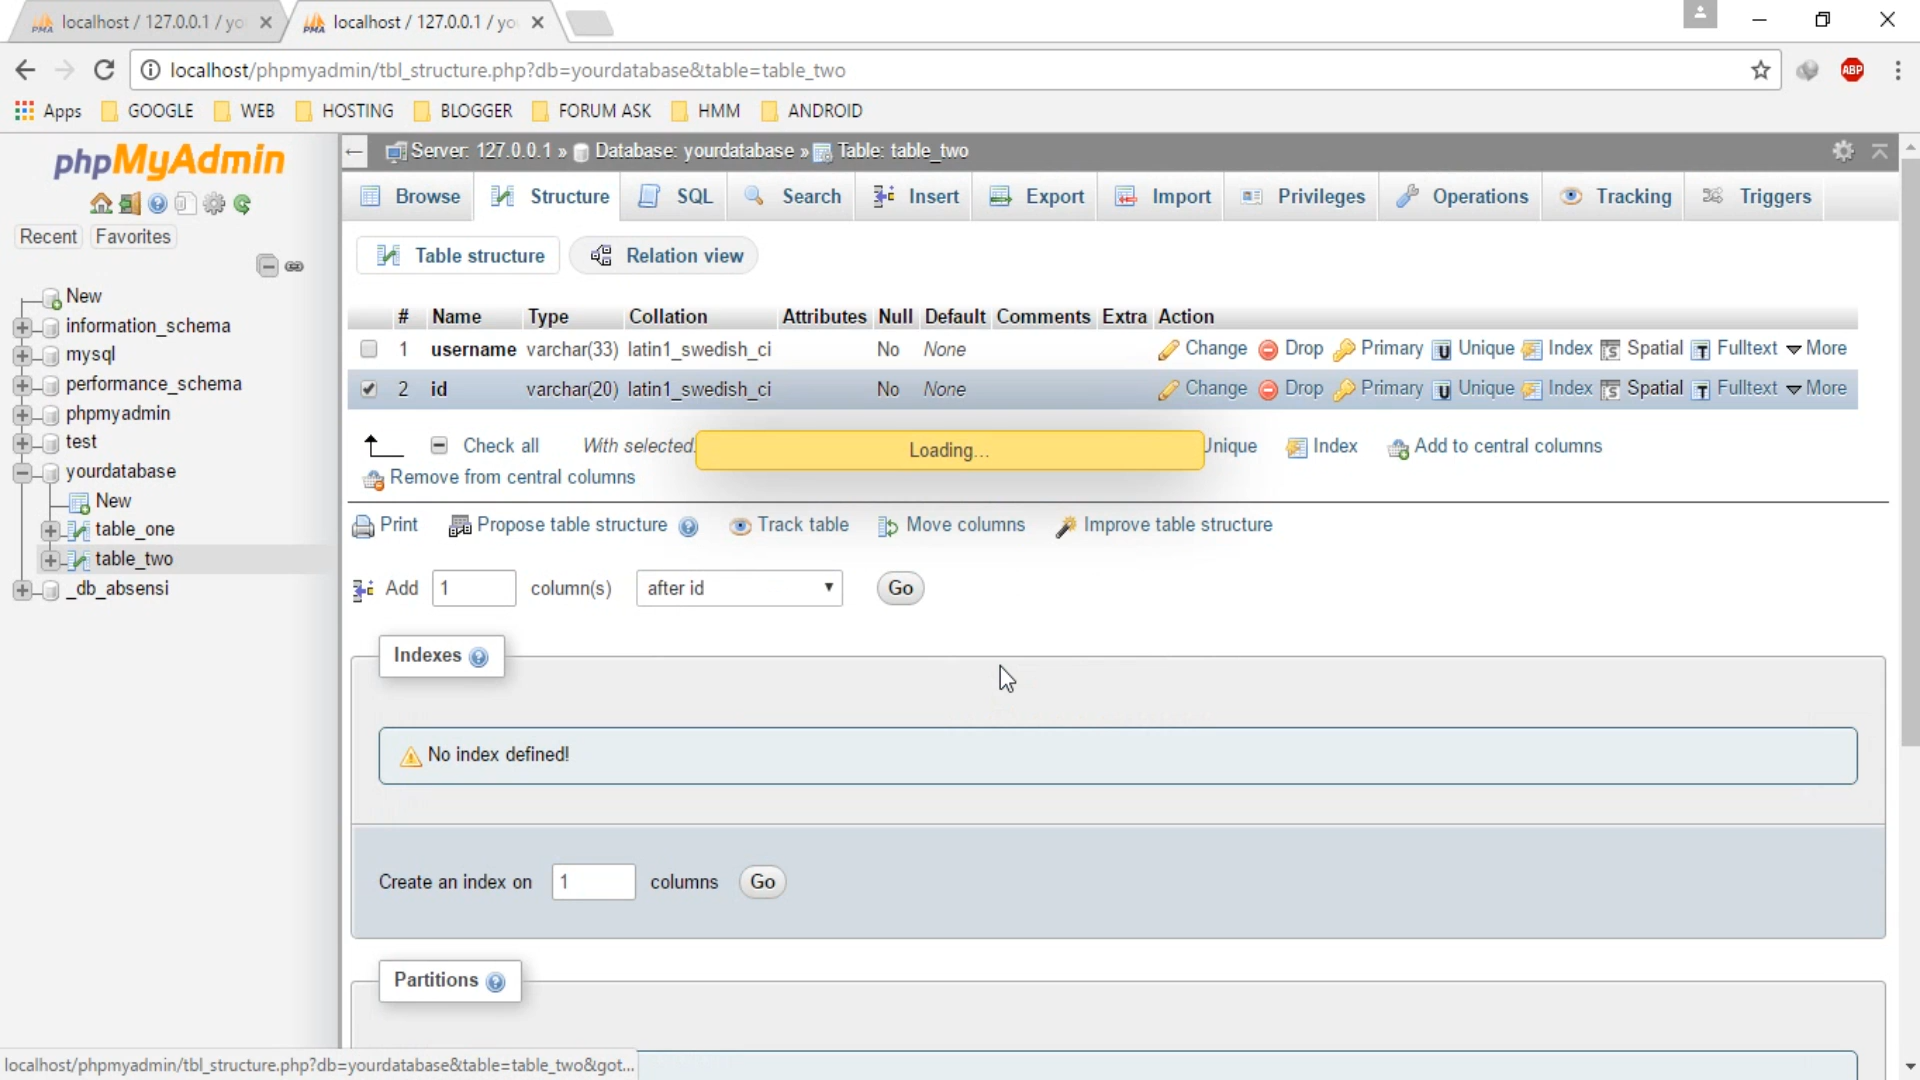 localhost / 127.0.0.1 / yo
localhost / 127.0.0.1 / yo
localhost/phpmyadmin/tbl_structure.php?db=yourdatabase&table=table_two
ABP
Apps GOOGLE WEB HOSTING BLOGGER FORUM ASK HMM ANDROID
phpMyAdmin
Recent Favorites
New
information_schema
mysql
performance_schema
phpmyadmin
test
yourdatabase
New
table_one
table_two
_db_absensi
Server: 127.0.0.1 » Database: yourdatabase » Table: table_two
Browse Structure SQL Search Insert Export Import Privileges Operations Tracking Triggers
Table structure Relation view
# Name Type Collation Attributes Null Default Comments Extra Action
1 username varchar(33) latin1_swedish_ci No None Change Drop Primary Unique Index Spatial Fulltext More
2 id varchar(20) latin1_swedish_ci No None Change Drop Primary Unique Index Spatial Fulltext More
Check all With selected: Loading... Unique Index Add to central columns
Remove from central columns
Print Propose table structure Track table Move columns Improve table structure
Add 1 column(s) after id Go
Indexes
No index defined!
Create an index on 1 columns Go
Partitions
localhost/phpmyadmin/tbl_structure.php?db=yourdatabase&table=table_two&got...